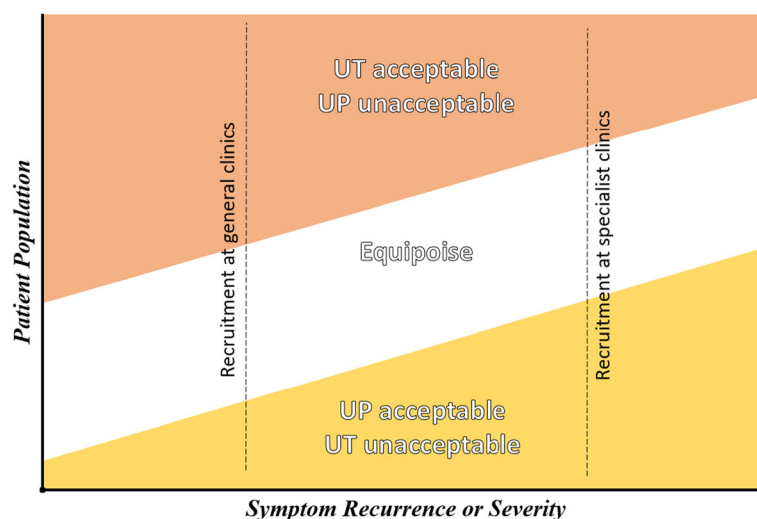 UT acceptable
UP unacceptable
Patient Population
Recruitment at general clinics
Equipoise
Recruitment at specialist clinics
UP acceptable
UT unacceptable
Symptom Recurrence or Severity